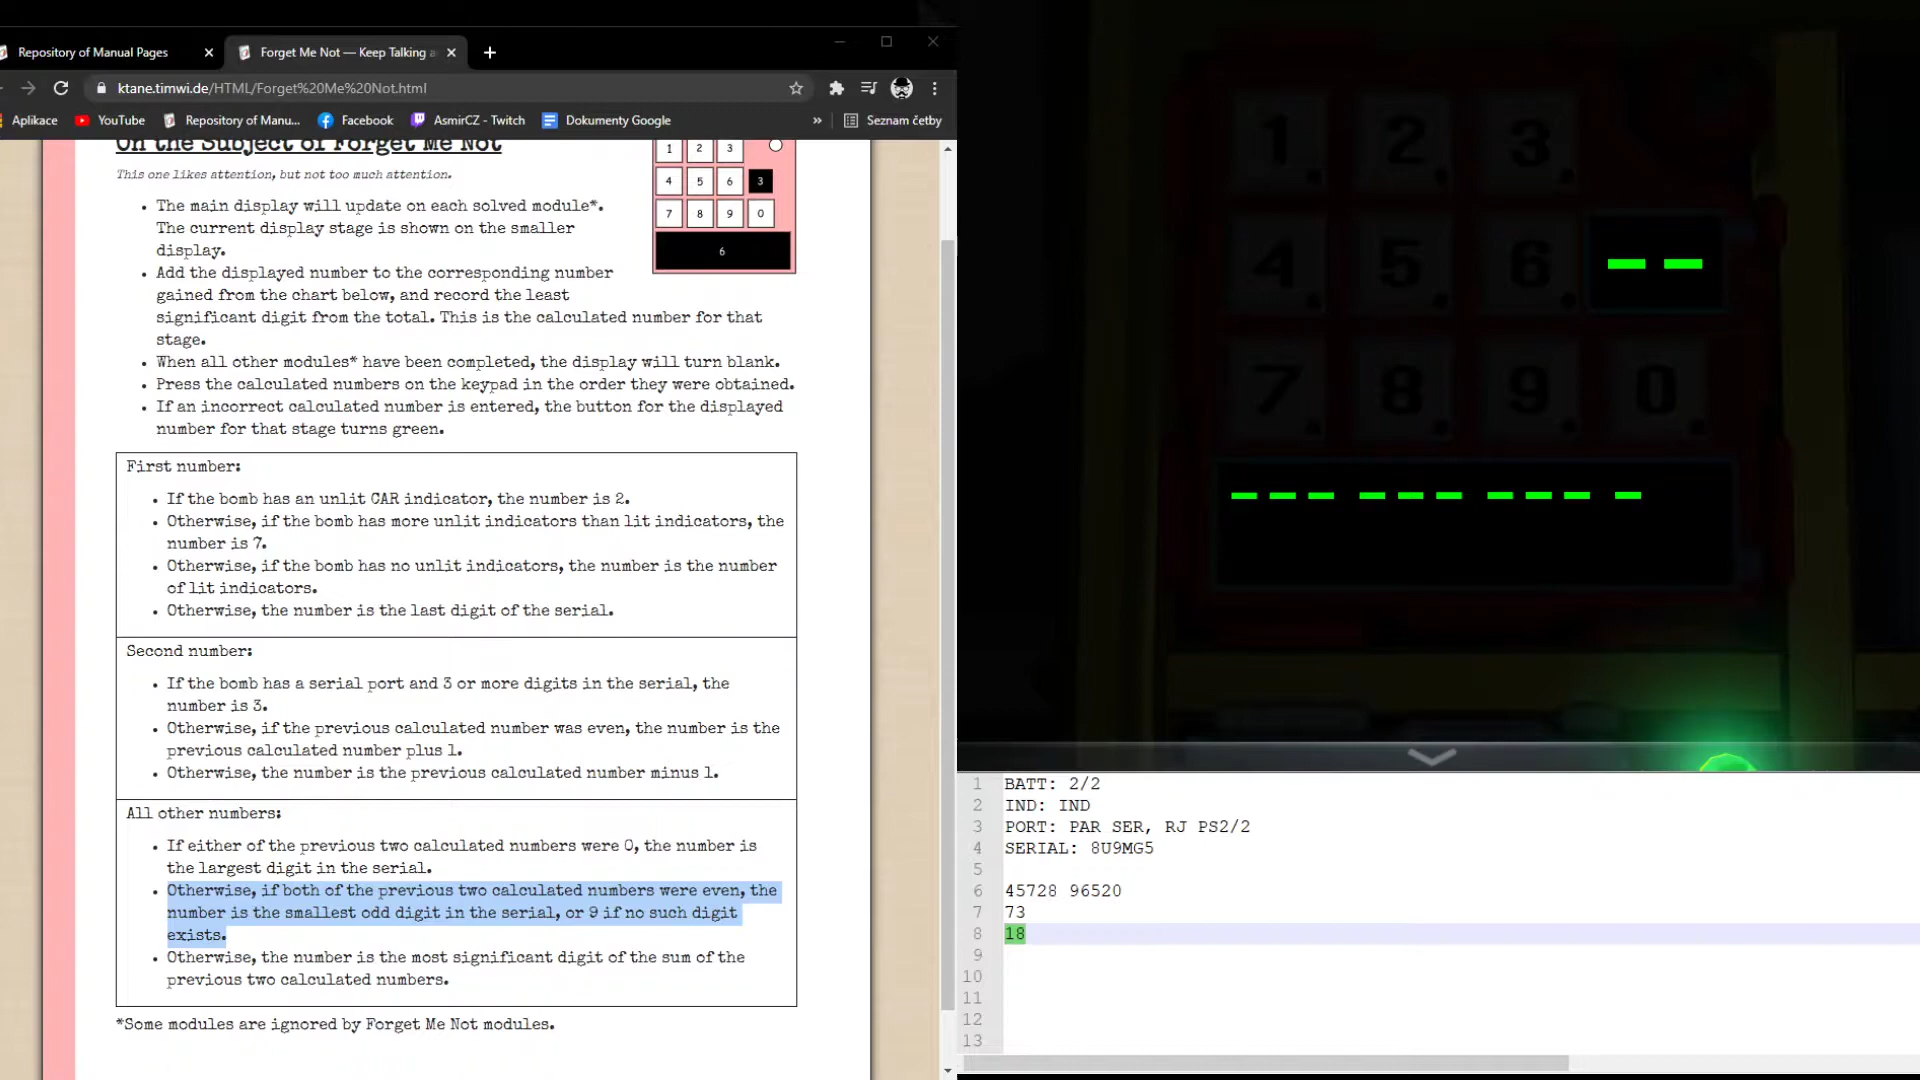 Repository of Manual Pages
Forget Me Not — Keep Talking a
ktane.timwi.de/HTML/Forget%20Me%20Not.html
Aplikace
YouTube
Repository of Manu...
Facebook
AsmirCZ - Twitch
Dokumenty Google
»
Seznam četby
On the Subject of Forget Me Not
This one likes attention, but not too much attention.
• The main display will update on each solved module*.
The current display stage is shown on the smaller
display.
• Add the displayed number to the corresponding number
gained from the chart below, and record the least
significant digit from the total. This is the calculated number for that
stage.
• When all other modules* have been completed, the display will turn blank.
• Press the calculated numbers on the keypad in the order they were obtained.
• If an incorrect calculated number is entered, the button for the displayed
number for that stage turns green.
1 2 3
4 5 6 3
7 8 9 0
6
First number:
• If the bomb has an unlit CAR indicator, the number is 2.
• Otherwise, if the bomb has more unlit indicators than lit indicators, the
number is 7.
• Otherwise, if the bomb has no unlit indicators, the number is the number
of lit indicators.
• Otherwise, the number is the last digit of the serial.
Second number:
• If the bomb has a serial port and 3 or more digits in the serial, the
number is 3.
• Otherwise, if the previous calculated number was even, the number is the
previous calculated number plus 1.
• Otherwise, the number is the previous calculated number minus 1.
All other numbers:
• If either of the previous two calculated numbers were 0, the number is
the largest digit in the serial.
• Otherwise, if both of the previous two calculated numbers were even, the
number is the smallest odd digit in the serial, or 9 if no such digit
exists.
• Otherwise, the number is the most significant digit of the sum of the
previous two calculated numbers.
*Some modules are ignored by Forget Me Not modules.
1 2 3
4 5 6 - -
7 8 9 0
--- --- --- -
1 BATT: 2/2
2 IND: IND
3 PORT: PAR SER, RJ PS2/2
4 SERIAL: 8U9MG5
5
6 45728 96520
7 73
8 18
9
10
11
12
13